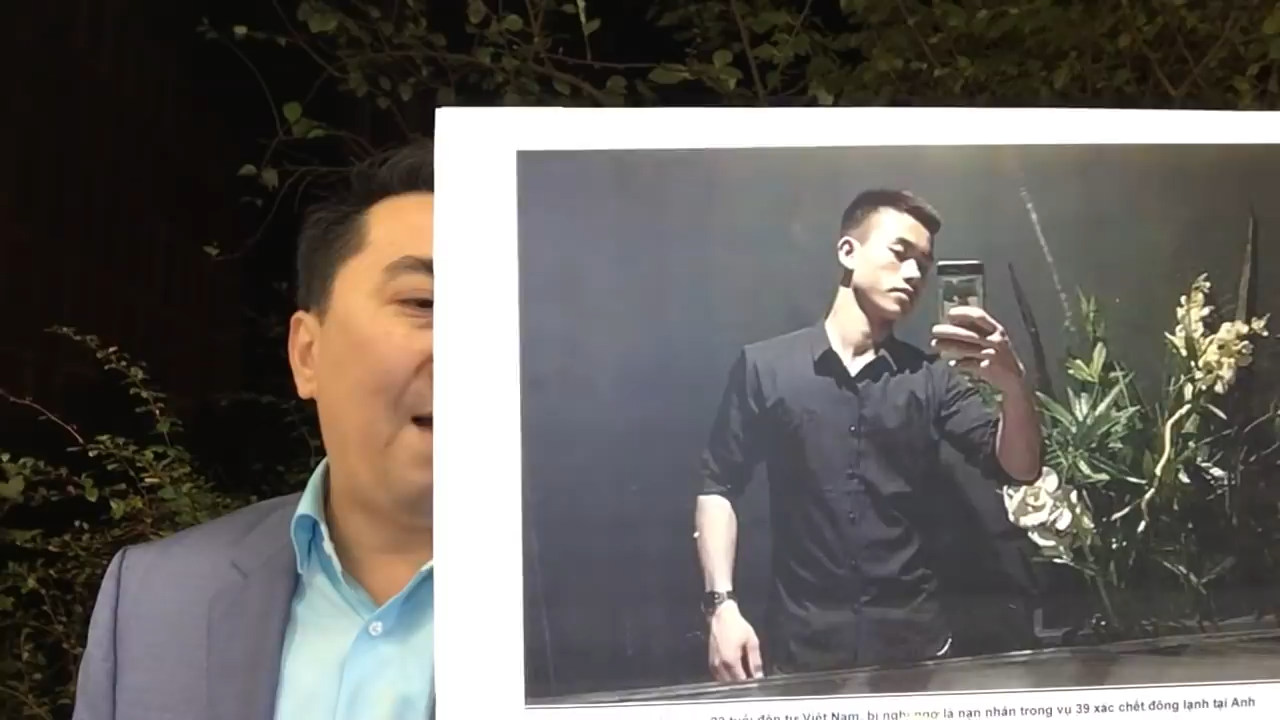 tuổi đến từ Việt Nam, bị nghi ngờ là nạn nhân trong vụ 39 xác chết đông lạnh tại Anh